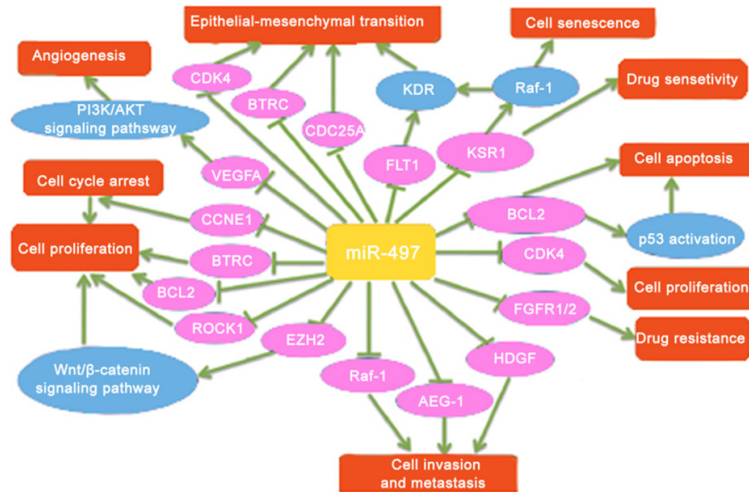 Epithelial-mesenchymal transition
Cell senescence
Angiogenesis
CDK4
KDR
Raf-1
Drug sensetivity
BTRC
PI3K/AKT
signaling pathsway
CDC25A
KSR1
FLT1
VEGFA
Cell apoptosis
Cell cycle arrest
CCNE1
BCL2
p53 activation
miR-497
Cell proliferation
BTRC
CDK4
BCL2
Cell proliferation
ROCK1
FGFR1/2
EZH2
HDGF
Drug resistance
Wnt/β-catenin
signaling pathway
Raf-1
AEG-1
Cell invasion
and metastasis